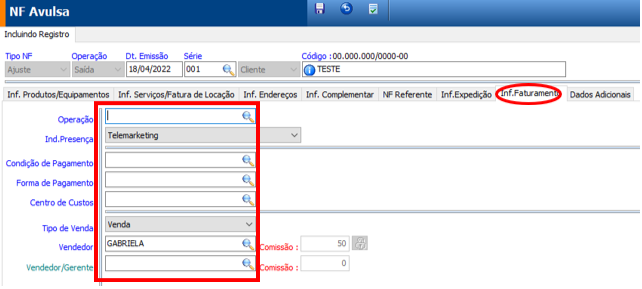 NF Avulsa
Incluindo Registro
Tipo NF Operação Dt. Emissão Série Código :00.000.000/0000-00
Ajuste Saída 18/04/2022 001 Cliente TESTE
Inf. Produtos/Equipamentos Inf. Serviços/Fatura de Locação Inf. Endereços Inf. Complementar NF Referente Inf.Expedição Inf.Faturamento Dados Adicionais
Operação
Ind.Presença Telemarketing
Condição de Pagamento
Forma de Pagamento
Centro de Custos
Tipo de Venda Venda
Vendedor GABRIELA Comissão : 50
Vendedor/Gerente Comissão : 0